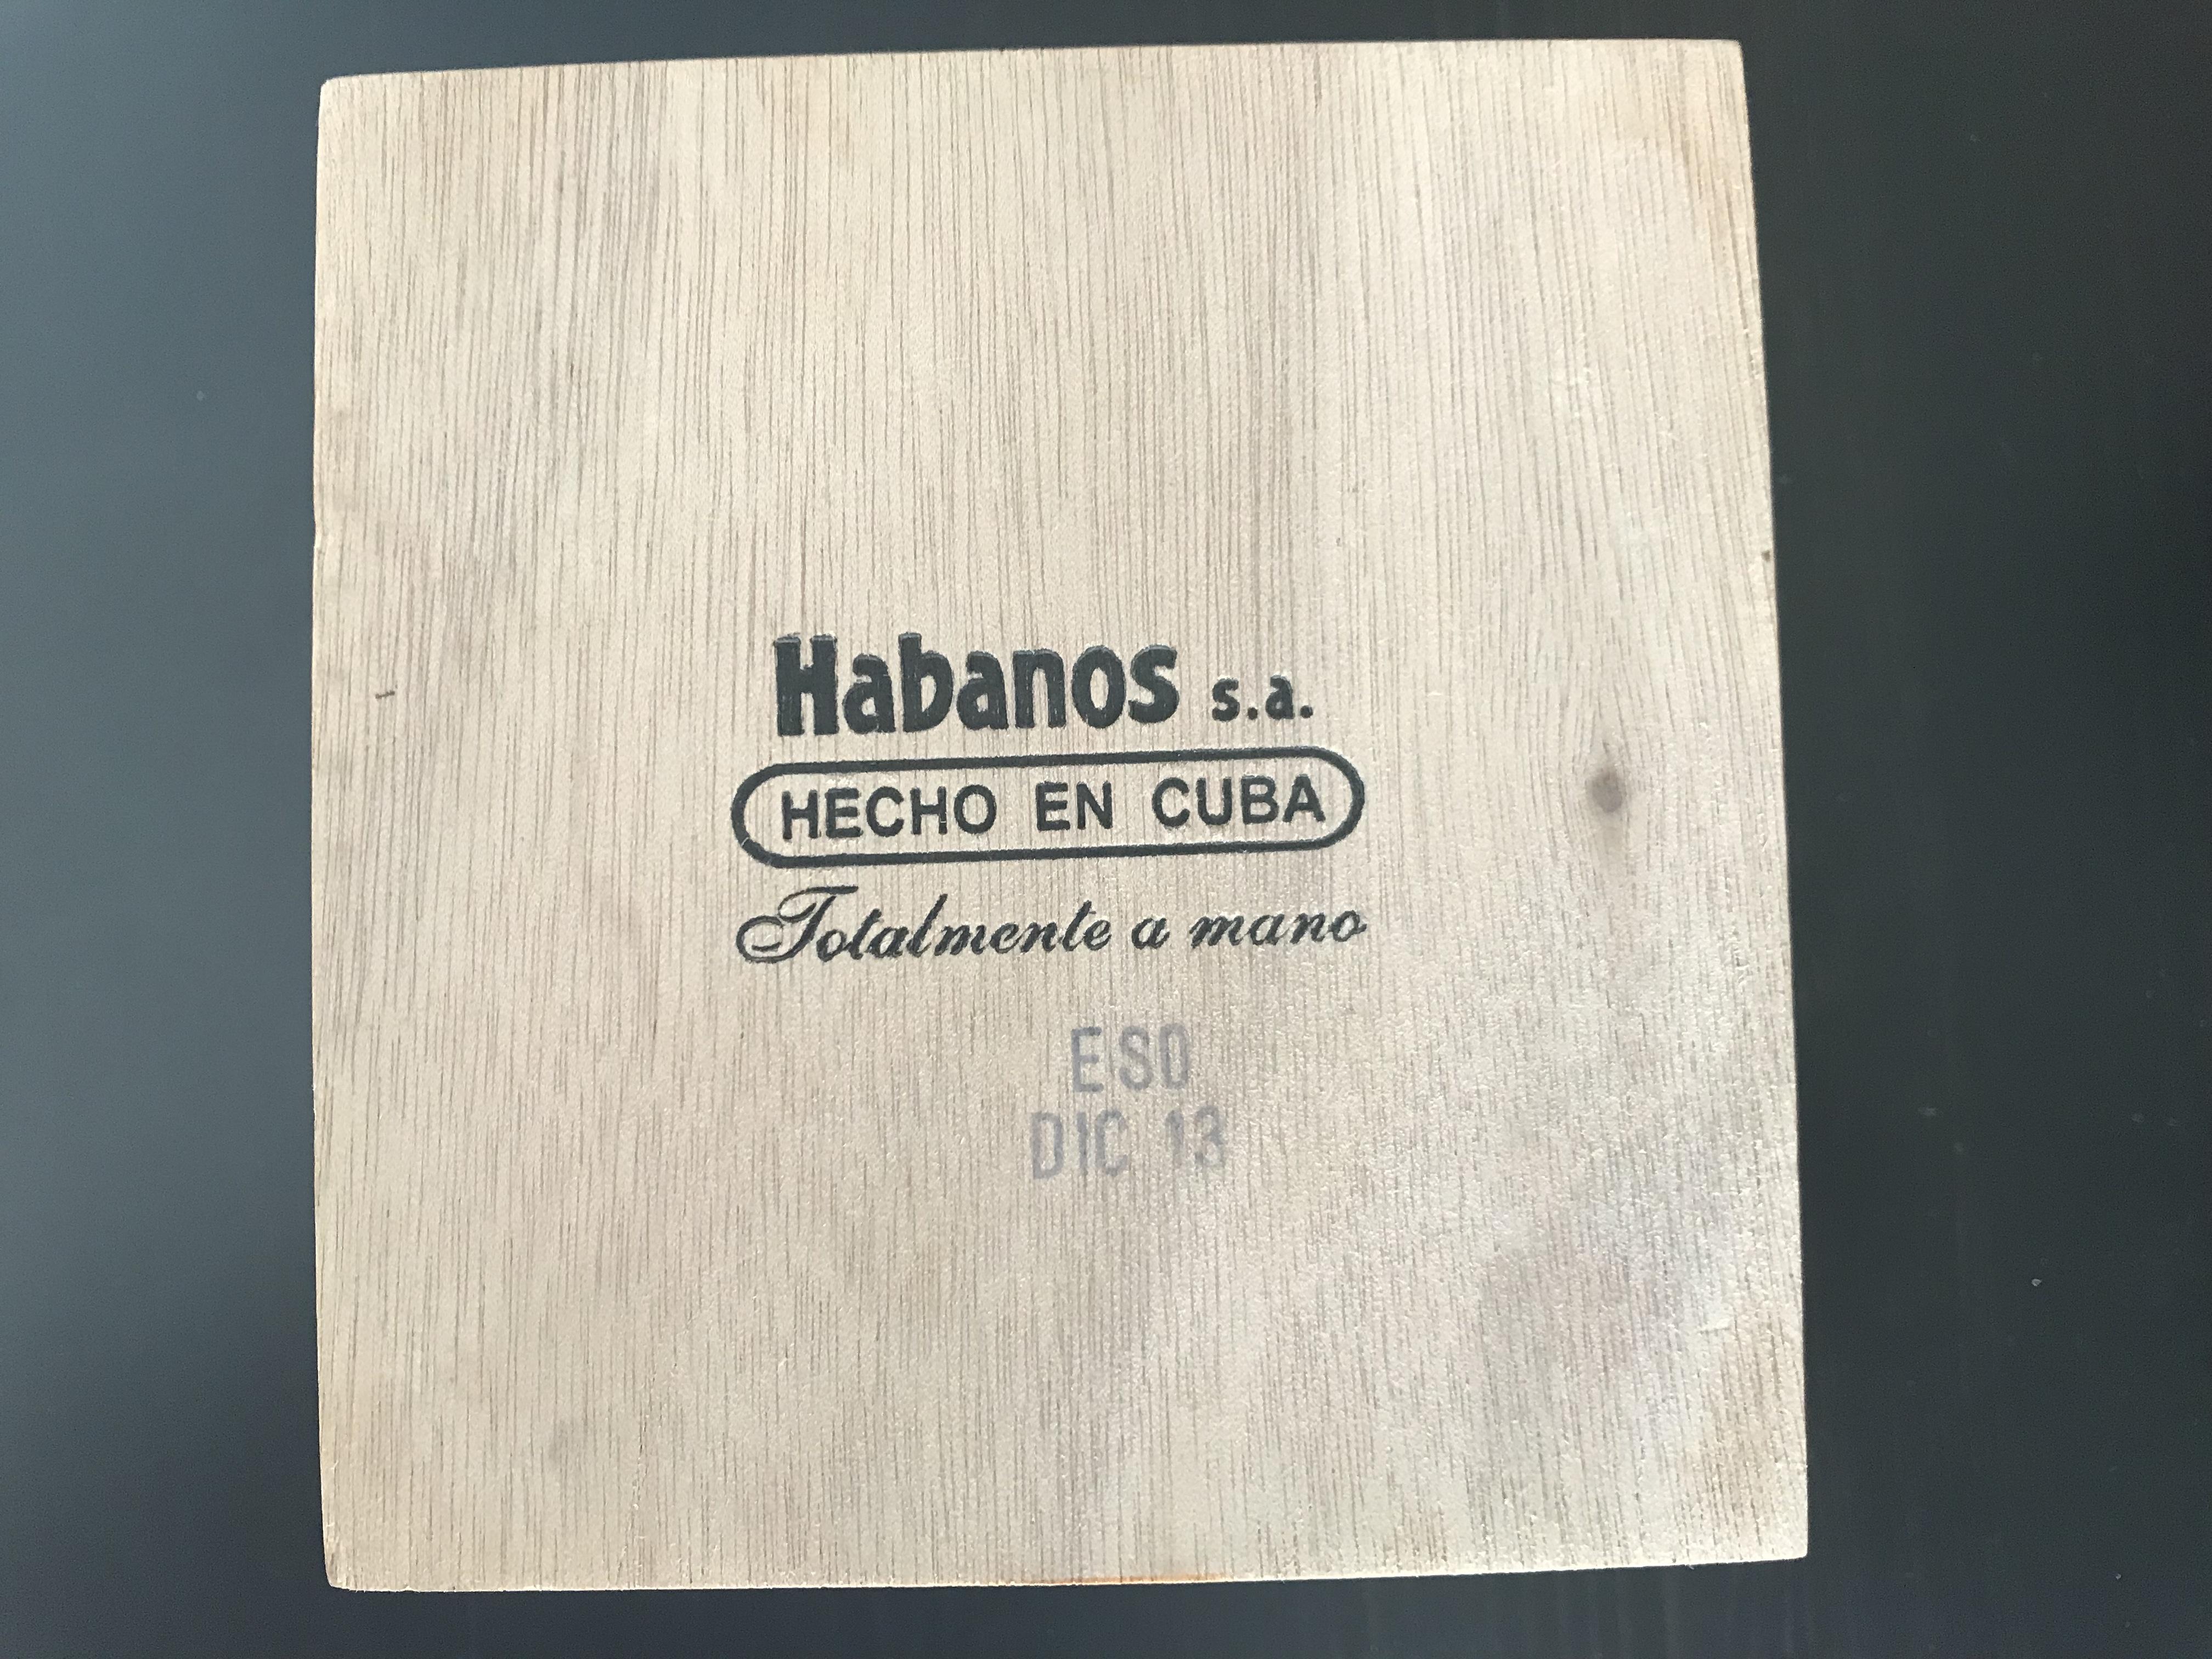 Habanos s.a.
HECHO EN CUBA
Totalmente a mano
ESO
DIC 13